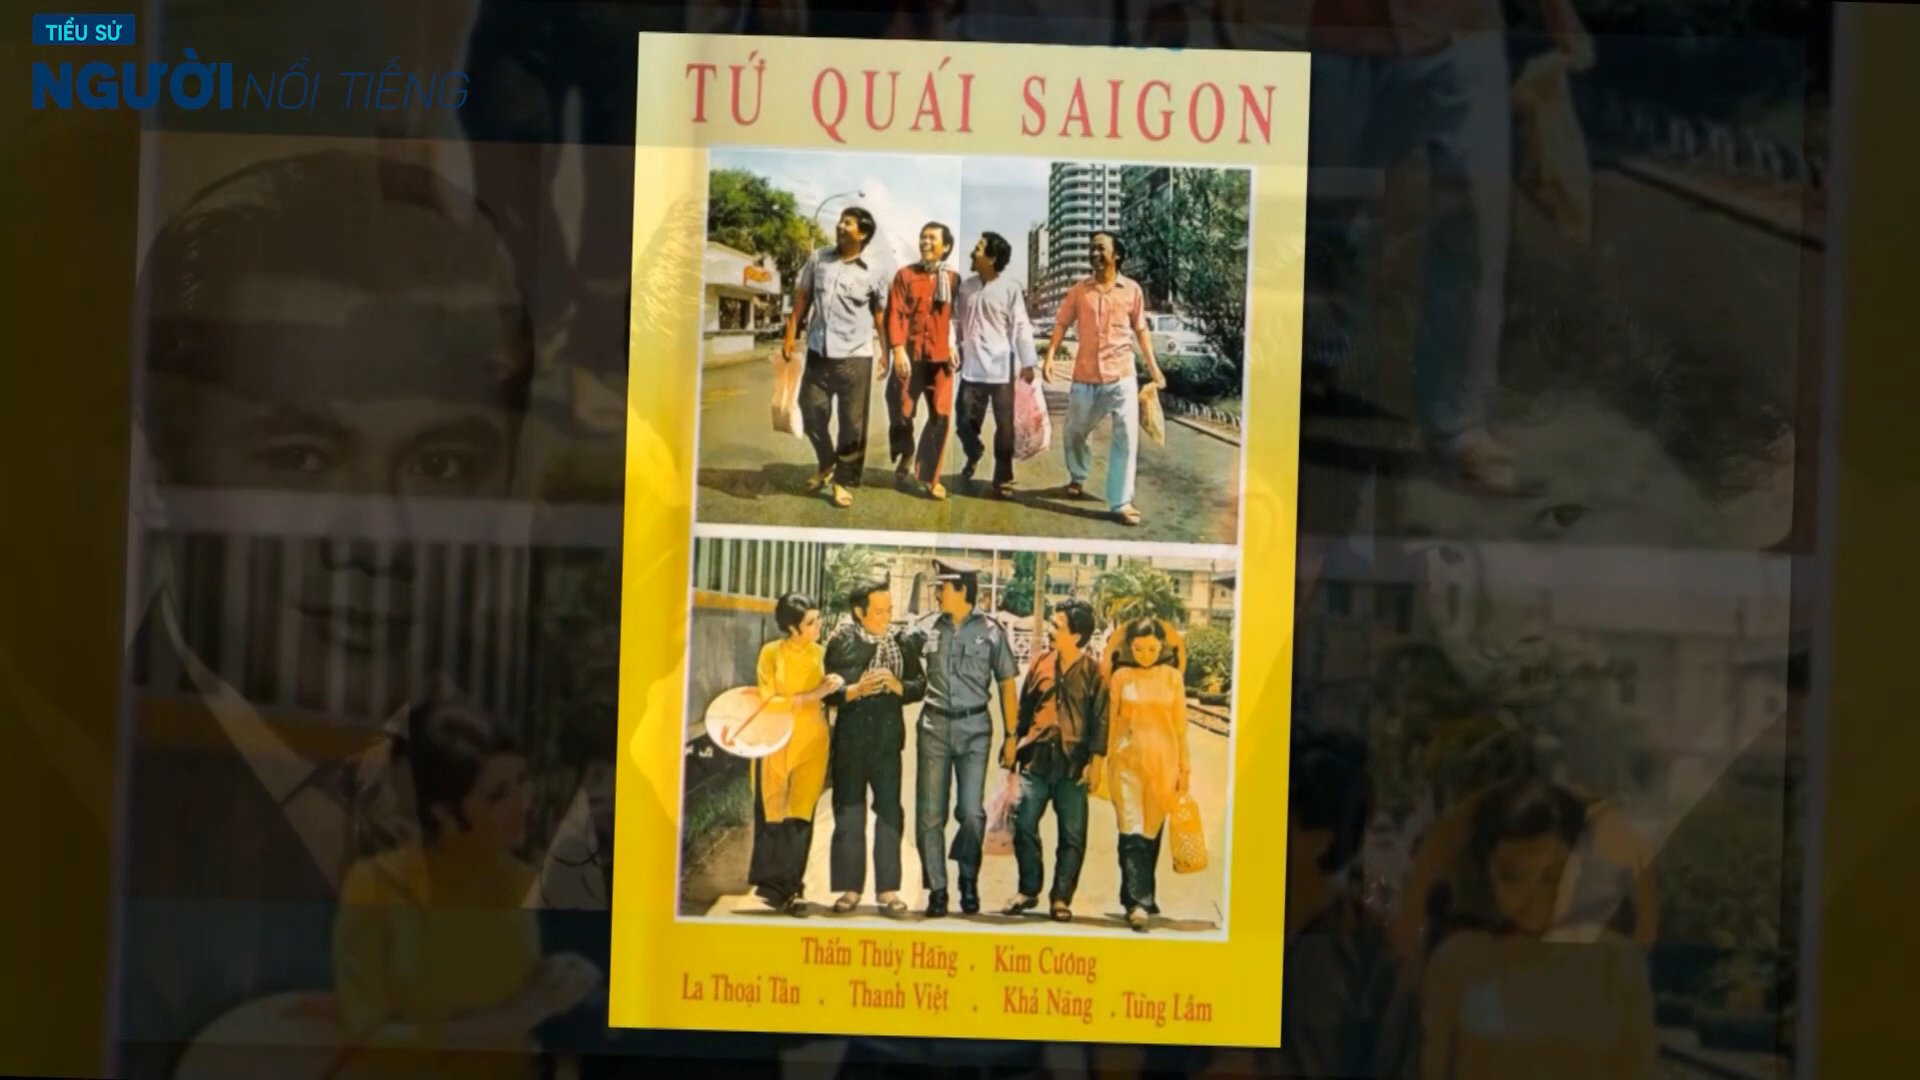 TIỂU SỬ
NGƯỜI NỔI TIẾNG
TỨ QUÁI SAIGON
Thẩm Thúy Hằng . Kim Cương
La Thoại Tân . Thanh Việt . Khả Năng . Tùng Lâm